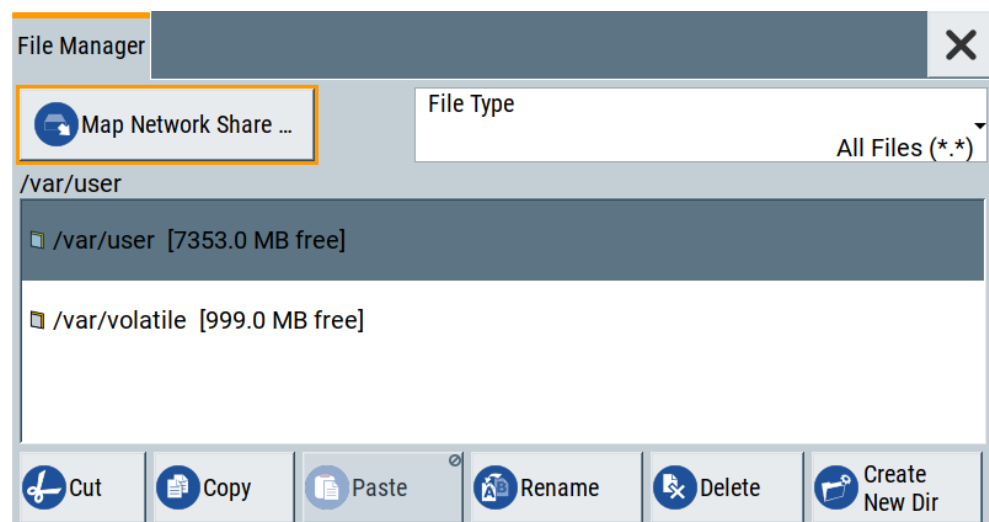 File Manager
Map Network Share ...
File Type
All Files (*.*)
/var/user
/var/user [7353.0 MB free]
/var/volatile [999.0 MB free]
Cut
Copy
Paste
Rename
Delete
Create
New Dir